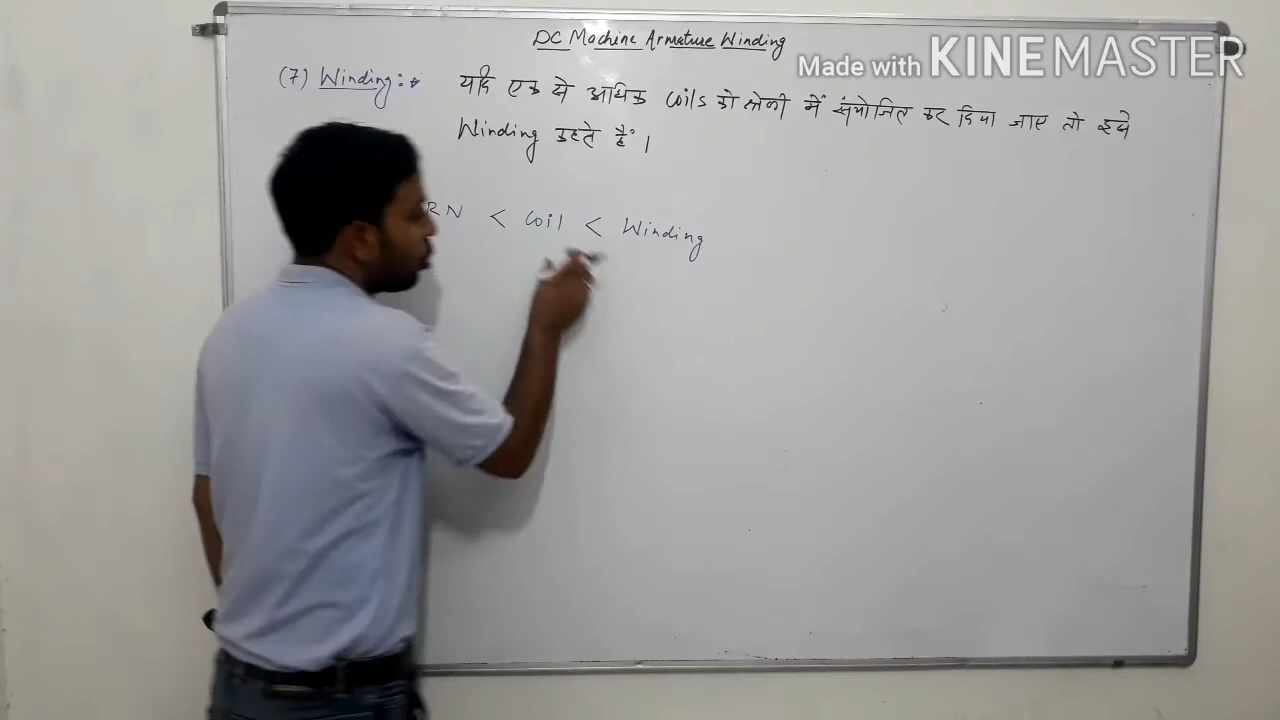 DC Machine Armature Winding
Made with KINEMASTER
(7) Winding :- यदि एक से अधिक Coils को श्रेणी में संयोजित कर दिया जाए तो इसे
Winding कहते हैं।
RN < Coil < Winding